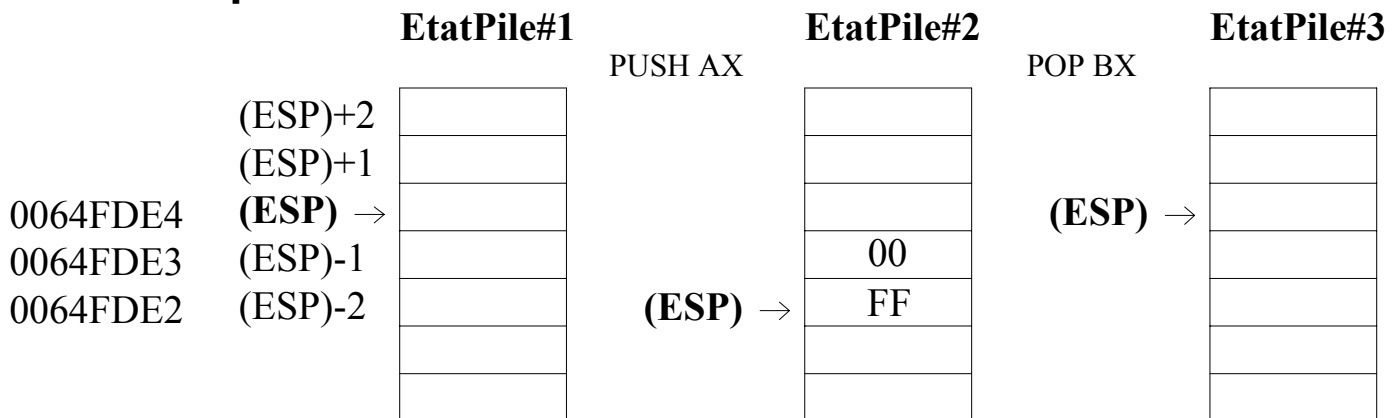 EtatPile#1 EtatPile#2 EtatPile#3
PUSH AX POP BX
(ESP)+2
(ESP)+1
0064FDE4 (ESP) → (ESP) →
0064FDE3 (ESP)-1 00
0064FDE2 (ESP)-2 (ESP) → FF